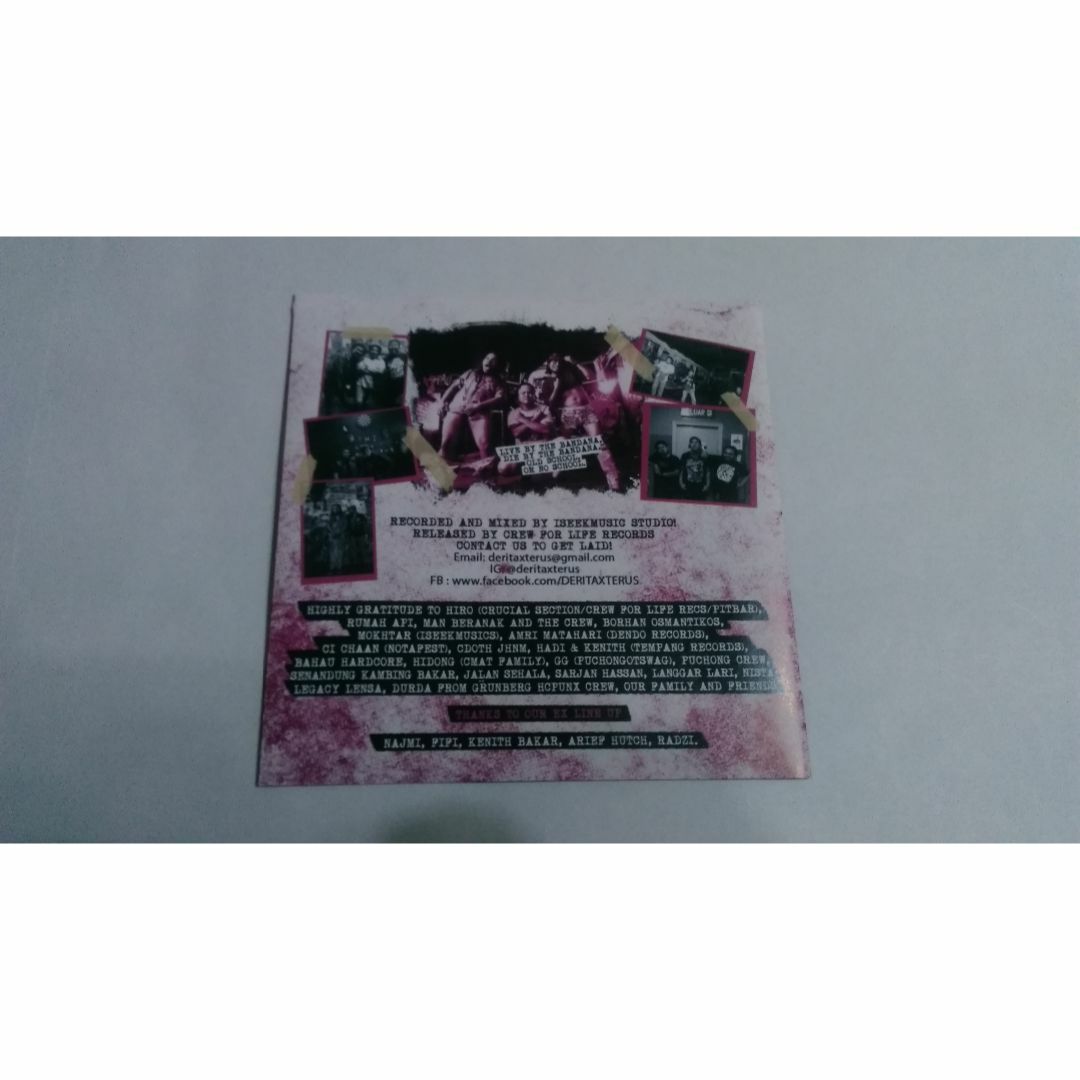 LUAR DI
LIVE BY THE BANDANA,
DIE BY THE BANDANA.
OLD SCHOOL,
OR NO SCHOOL.
RECORDED AND MIXED BY ISEEKMUSIC STUDIO!
RELEASED BY CREW FOR LIFE RECORDS
CONTACT US TO GET LAID!
Email: deritaxterus@gmail.com
IG: @deritaxterus
FB : www.facebook.com/DERITAXTERUS
HIGHLY GRATITUDE TO HIRO (CRUCIAL SECTION/CREW FOR LIFE RECS/PITBAR),
RUMAH API, MAN BERANAK AND THE CREW, BORHAN OSMANTIKOS,
MOKHTAR (ISEEKMUSICS), AMRI MATAHARI (DENDO RECORDS),
CI CHAAN (NOTAFEST), CDOTH JHNM, HADI & KENITH (TEMPANG RECORDS),
BAHAU HARDCORE, HIDONG (CMAT FAMILY), GG (PUCHONGOTSWAG), PUCHONG CREW,
SENANDUNG KAMBING BAKAR, JALAN SEHALA, SARJAN HASSAN, LANGGAR LARI, NISTA
LEGACY LENSA, DURDA FROM GRUNBERG HCPUNX CREW, OUR FAMILY AND FRIENDS
THANKS TO OUR EX LINE UP
NAJMI, FIFI, KENITH BAKAR, ARIEF HUTCH, RADZI.